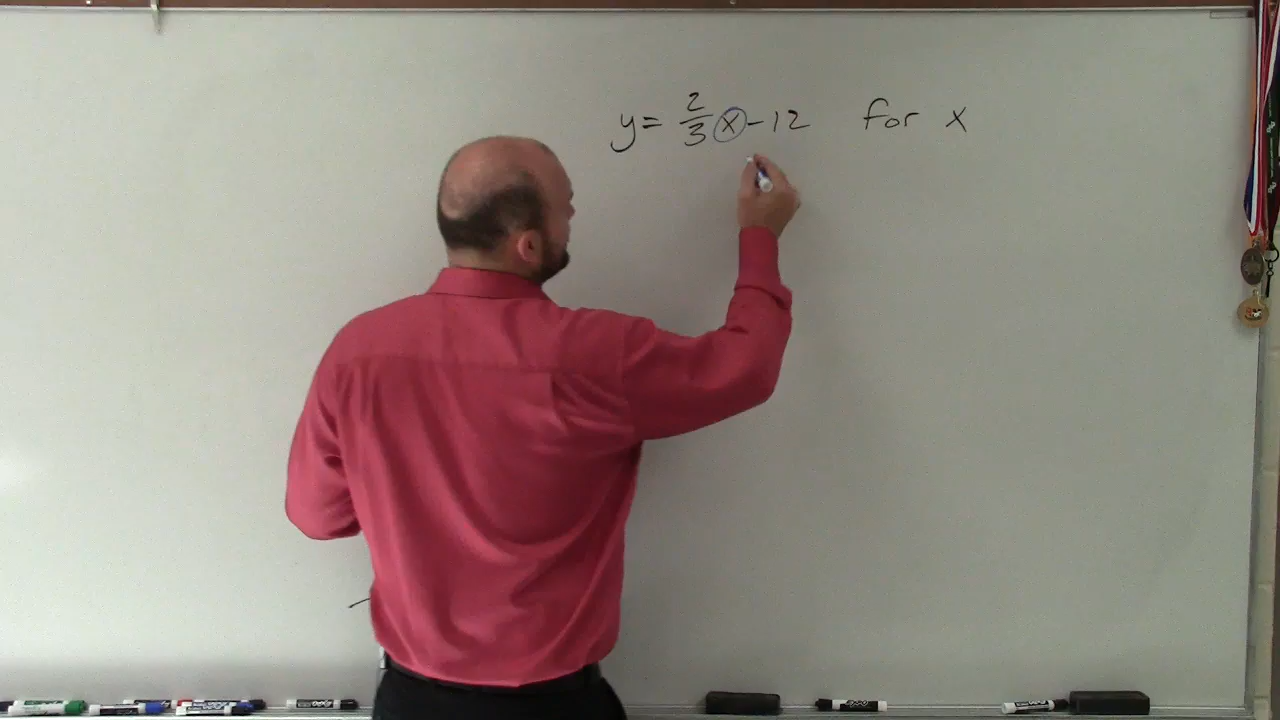 y = 2/3 x - 12 for x